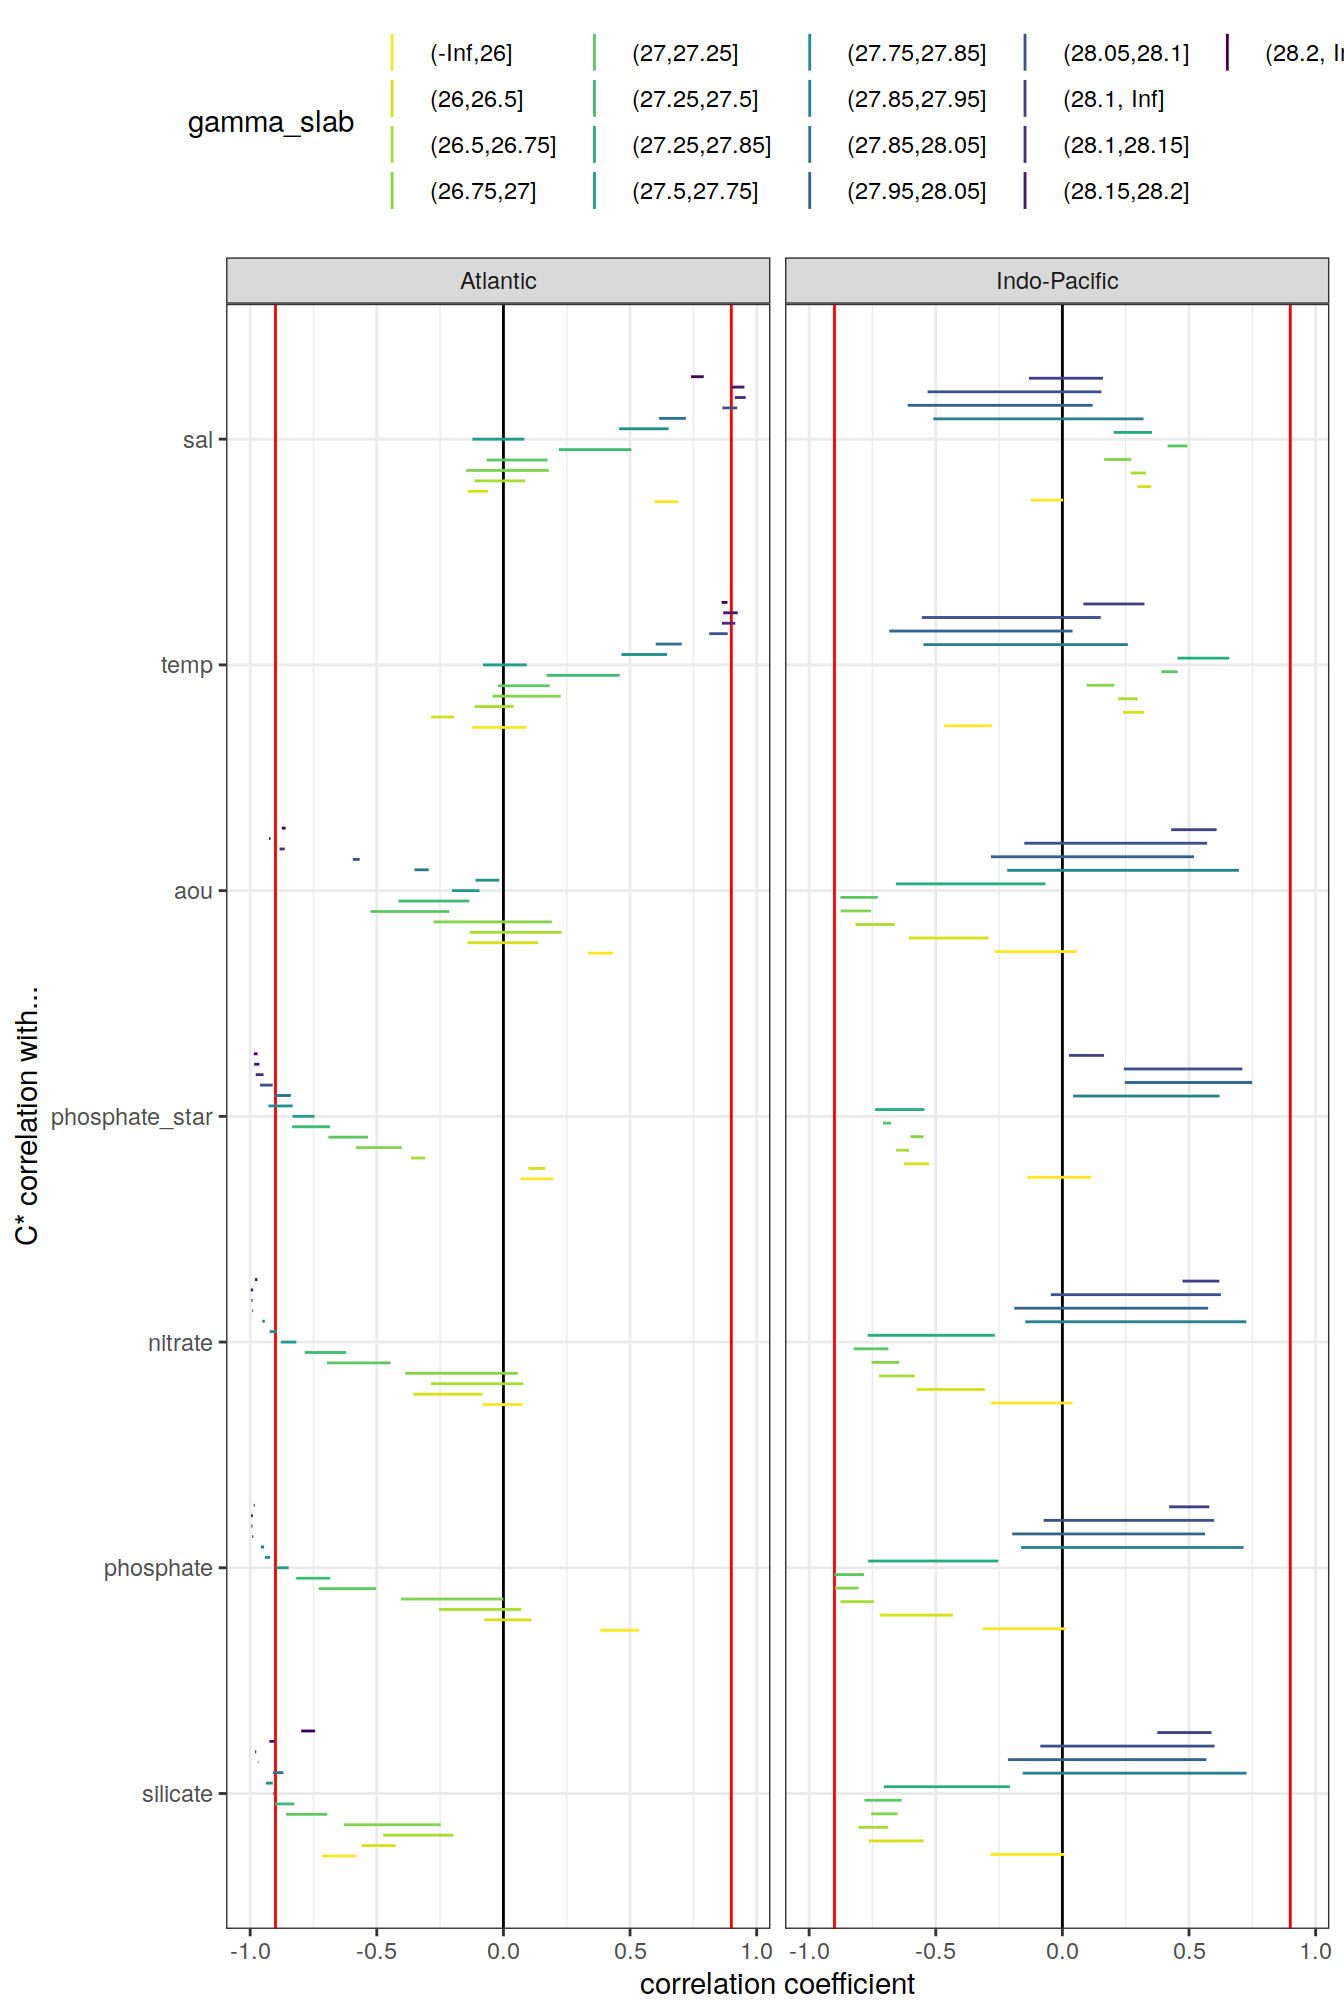 gamma_slab
(-Inf,26]
(26,26.5]
(26.5,26.75]
(26.75,27]
(27,27.25]
(27.25,27.5]
(27.25,27.85]
(27.5,27.75]
(27.75,27.85]
(27.85,27.95]
(27.85,28.05]
(27.95,28.05]
(28.05,28.1]
(28.1, Inf]
(28.1,28.15]
(28.15,28.2]
(28.2,
Atlantic
Indo-Pacific
C* correlation with...
sal
temp
aou
phosphate_star
nitrate
phosphate
silicate
-1.0 -0.5 0.0 0.5 1.0
-1.0 -0.5 0.0 0.5 1.0
correlation coefficient